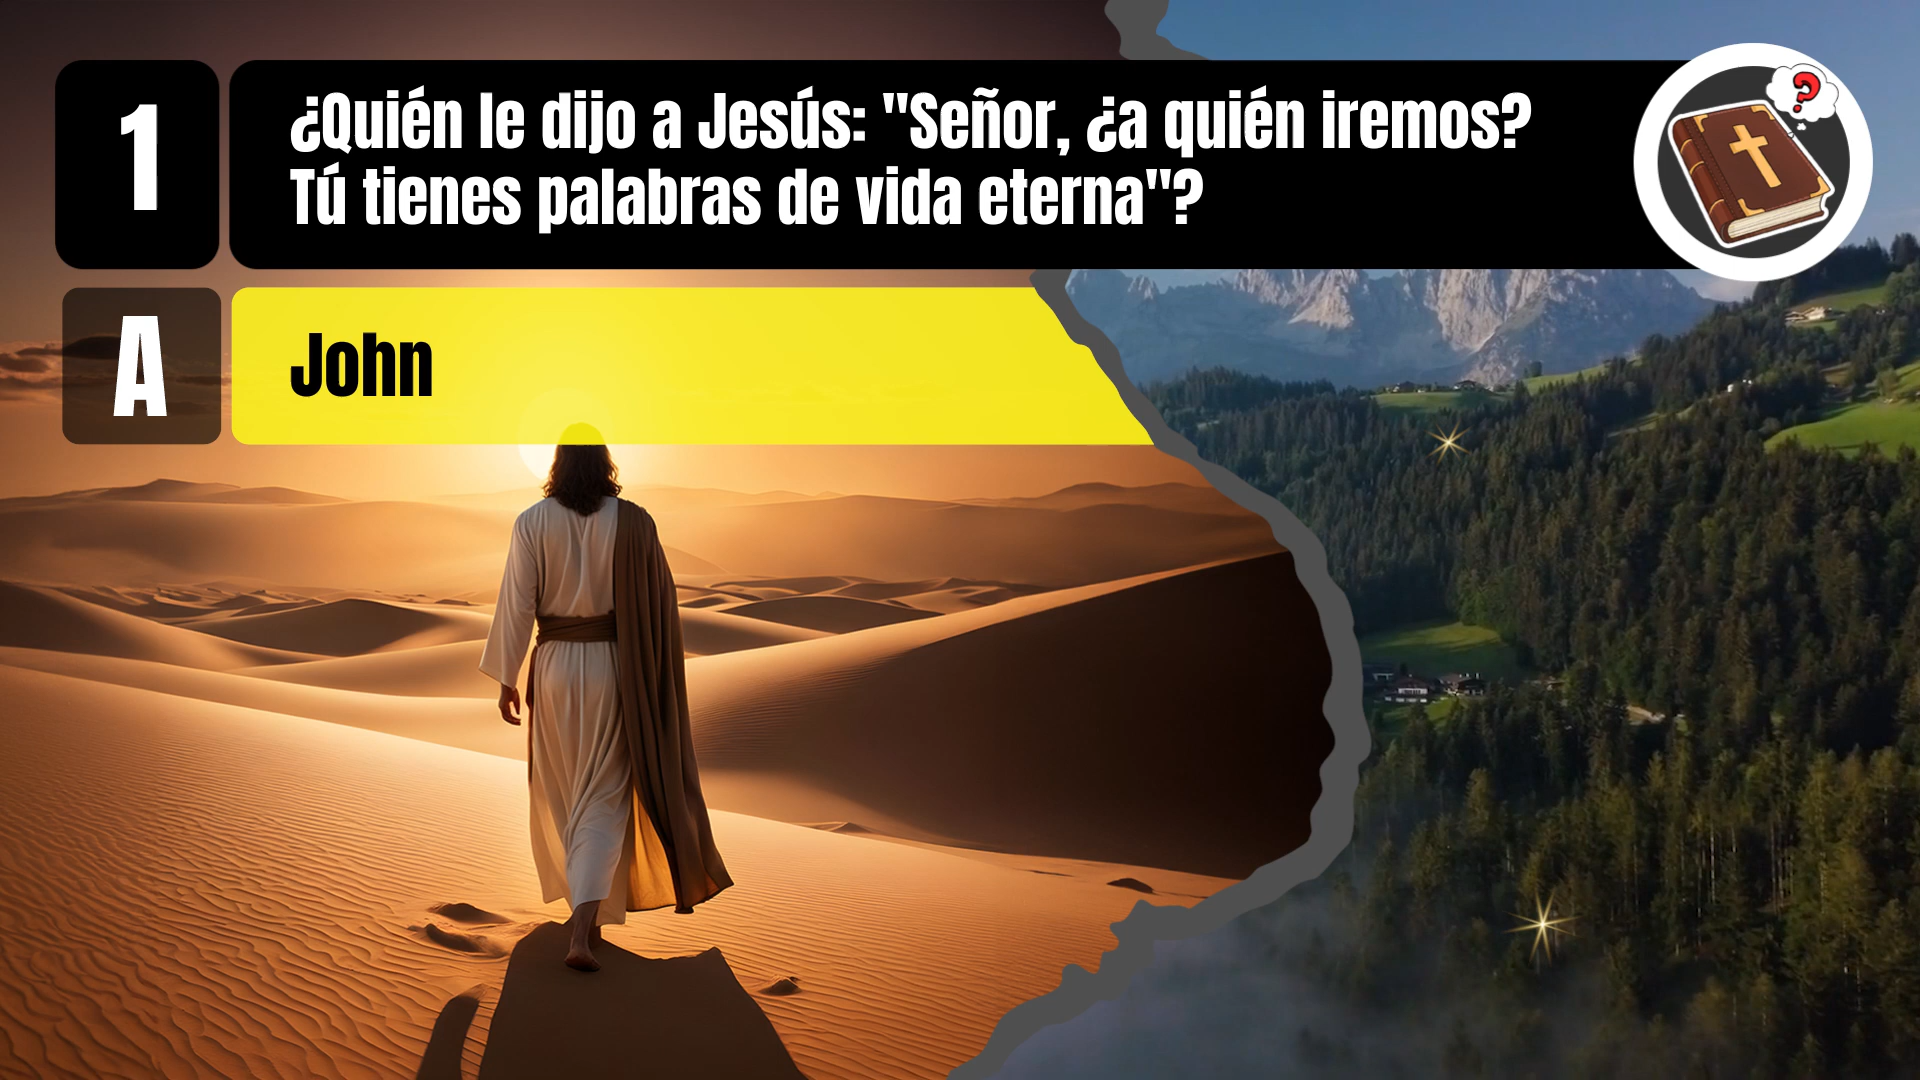 1
¿Quién le dijo a Jesús: "Señor, ¿a quién iremos?
Tú tienes palabras de vida eterna"?
?
A
John